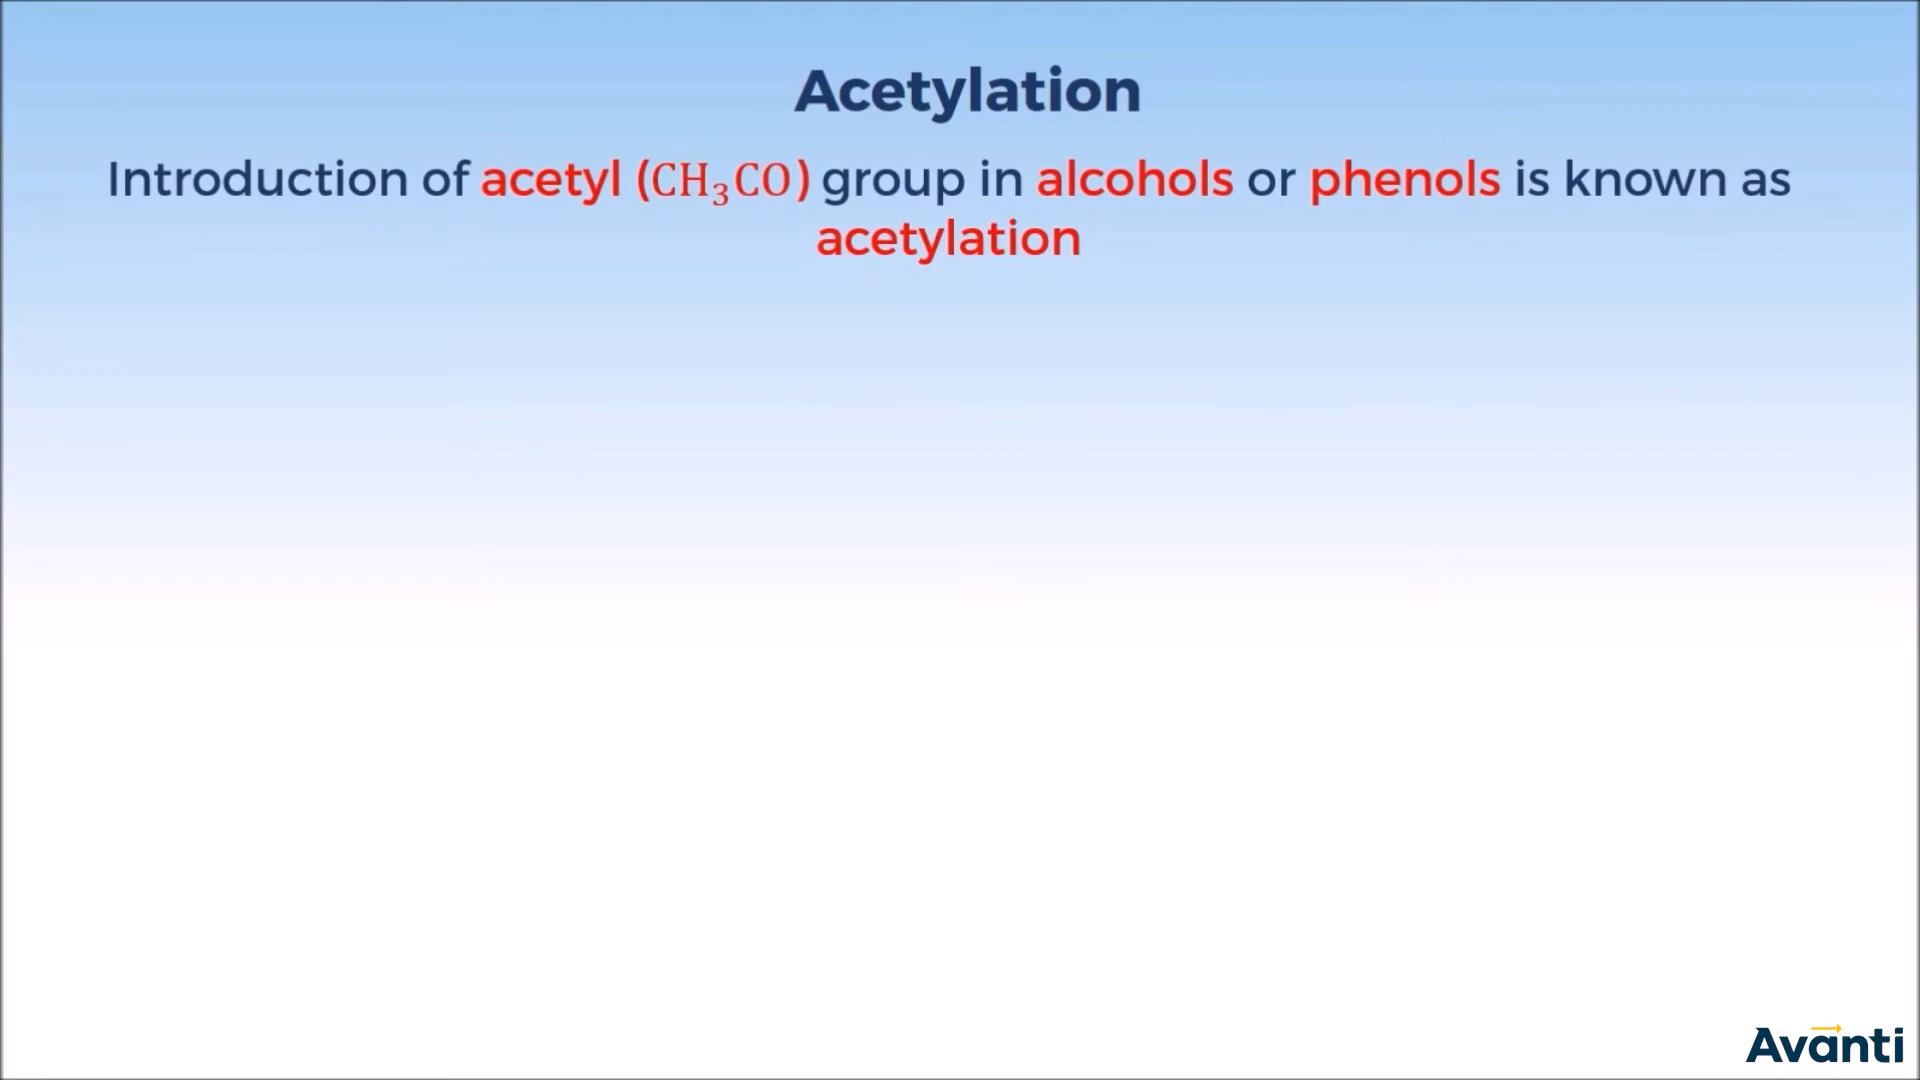 Acetylation
Introduction of acetyl (CH₃CO) group in alcohols or phenols is known as
acetylation
Avanti